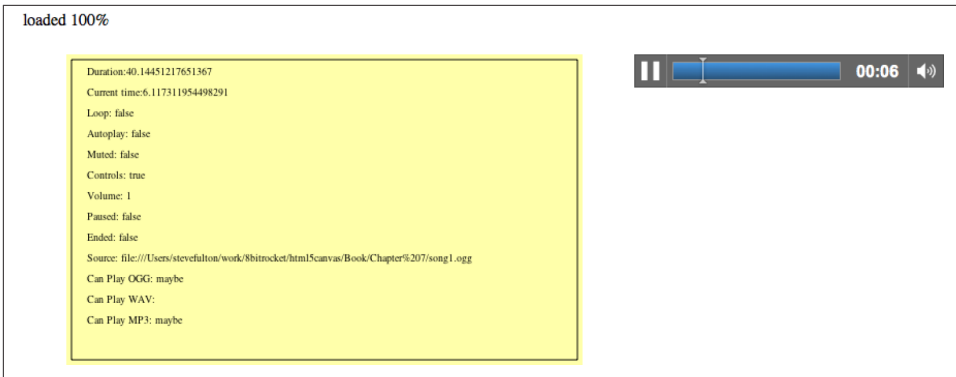 loaded 100%
Duration:40.14451217651367
Current time:6.117311954498291
Loop: false
Autoplay: false
Muted: false
Controls: true
Volume: 1
Paused: false
Ended: false
Source: file:///Users/stevefulton/work/8bitrocket/html5canvas/Book/Chapter%207/song1.ogg
Can Play OGG: maybe
Can Play WAV:
Can Play MP3: maybe
00:06